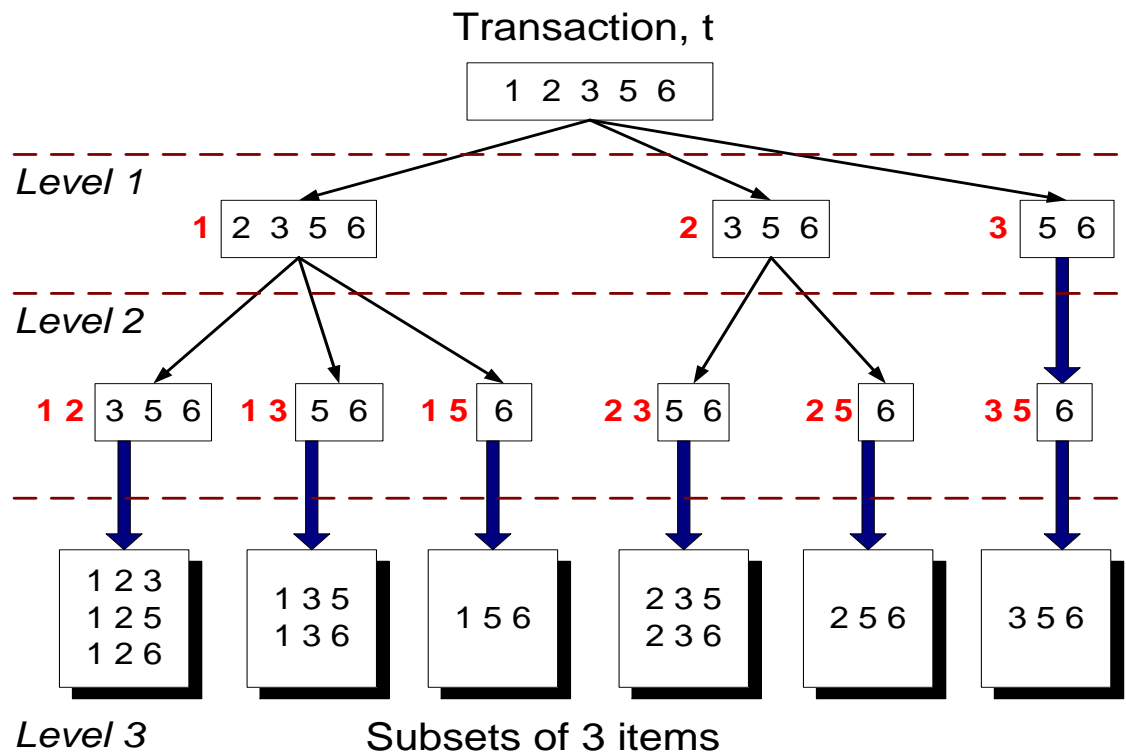 Transaction, t
1 2 3 5 6
Level 1
1 2 3 5 6
2 3 5 6
3 5 6
Level 2
1 2 3 5 6
1 3 5 6
1 5 6
2 3 5 6
2 5 6
3 5 6
1 2 3
1 2 5
1 2 6
1 3 5
1 3 6
1 5 6
2 3 5
2 3 6
2 5 6
3 5 6
Level 3
Subsets of 3 items